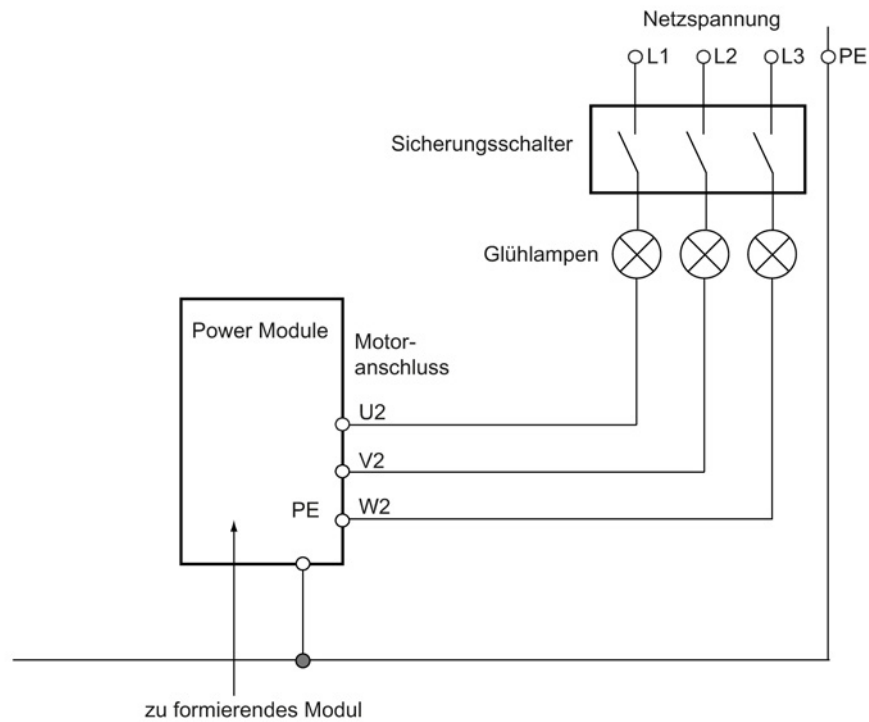 Netzspannung
L1 L2 L3 PE
Sicherungsschalter
Glühlampen
Power Module
Motor-
anschluss
U2
V2
PE W2
zu formierendes Modul